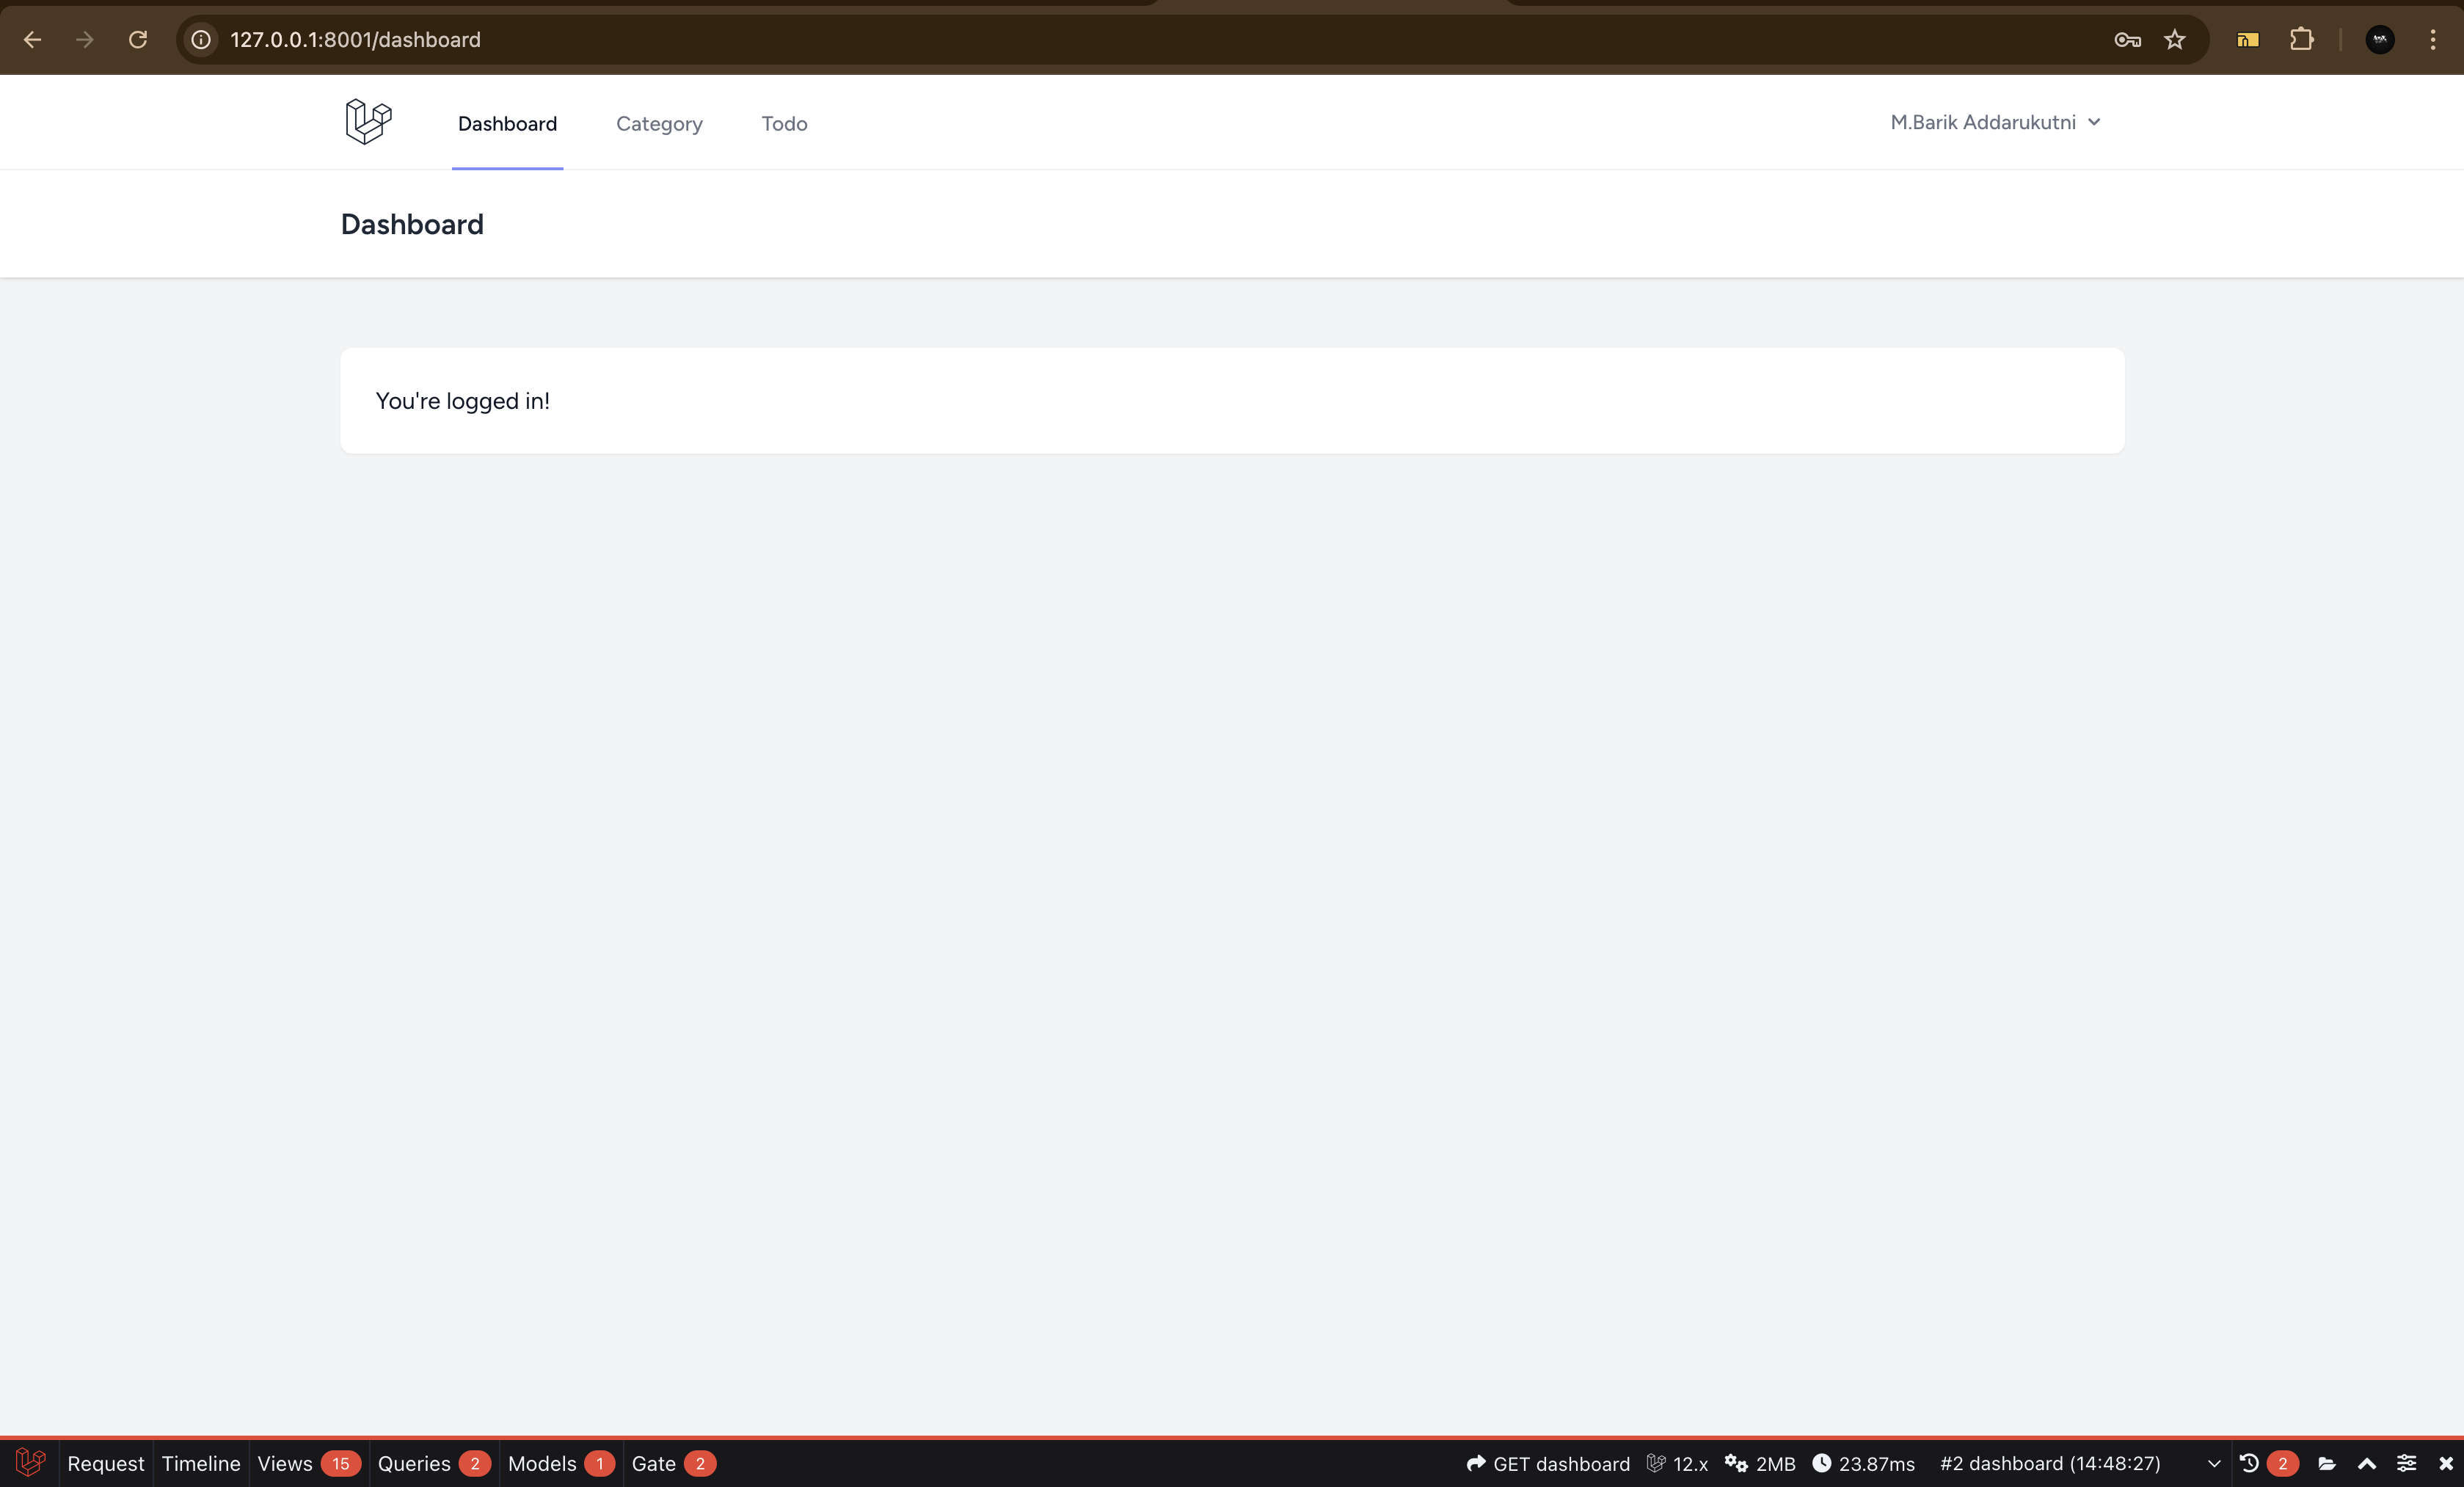 127.0.0.1:8001/dashboard
Dashboard Category Todo M.Barik Addarukutni
Dashboard
You're logged in!
Request Timeline Views 15 Queries 2 Models 1 Gate 2 GET dashboard 12.x 2MB 23.87ms #2 dashboard (14:48:27) 2